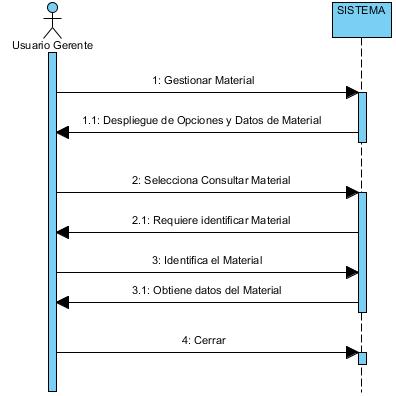 SISTEMA
Usuario Gerente
1: Gestionar Material
1.1: Despliegue de Opciones y Datos de Material
2: Selecciona Consultar Material
2.1: Requiere identificar Material
3: Identifica el Material
3.1: Obtiene datos del Material
4: Cerrar